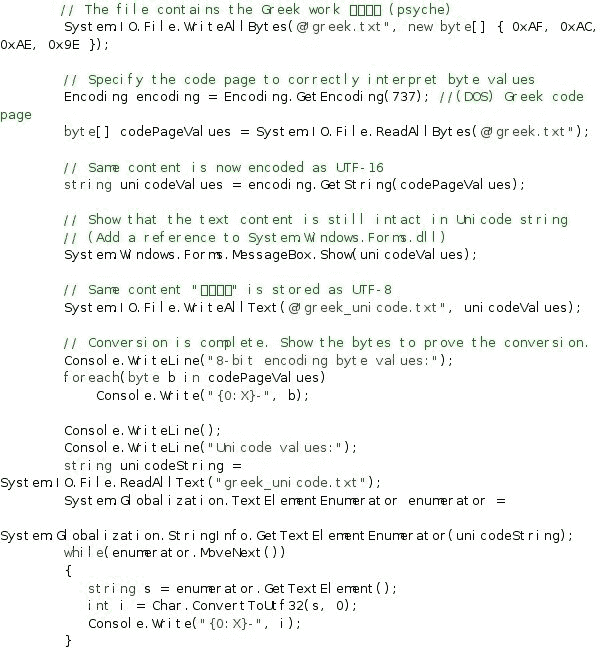 // The file contains the Greek work □□□□ (psyche)
System.IO.File.WriteAllBytes(@"greek.txt", new byte[] { 0xAF, 0xAC,
0xAE, 0x9E });
// Specify the code page to correctly interpret byte values
Encoding encoding = Encoding.GetEncoding(737); //(DOS) Greek code
page
byte[] codePageValues = System.IO.File.ReadAllBytes(@"greek.txt");
// Same content is now encoded as UTF-16
string unicodeValues = encoding.GetString(codePageValues);
// Show that the text content is still intact in Unicode string
// (Add a reference to System.Windows.Forms.dll)
System.Windows.Forms.MessageBox.Show(unicodeValues);
// Same content "□□□□" is stored as UTF-8
System.IO.File.WriteAllText(@"greek_unicode.txt", unicodeValues);
// Conversion is complete. Show the bytes to prove the conversion.
Console.WriteLine("8-bit encoding byte values:");
foreach(byte b in codePageValues)
Console.Write("{0:X}-", b);
Console.WriteLine();
Console.WriteLine("Unicode values:");
string unicodeString =
System.IO.File.ReadAllText("greek_unicode.txt");
System.Globalization.TextElementEnumerator enumerator =
System.Globalization.StringInfo.GetTextElementEnumerator(unicodeString);
while(enumerator.MoveNext())
{
string s = enumerator.GetTextElement();
int i = Char.ConvertToUtf32(s, 0);
Console.Write("{0:X}-", i);
}